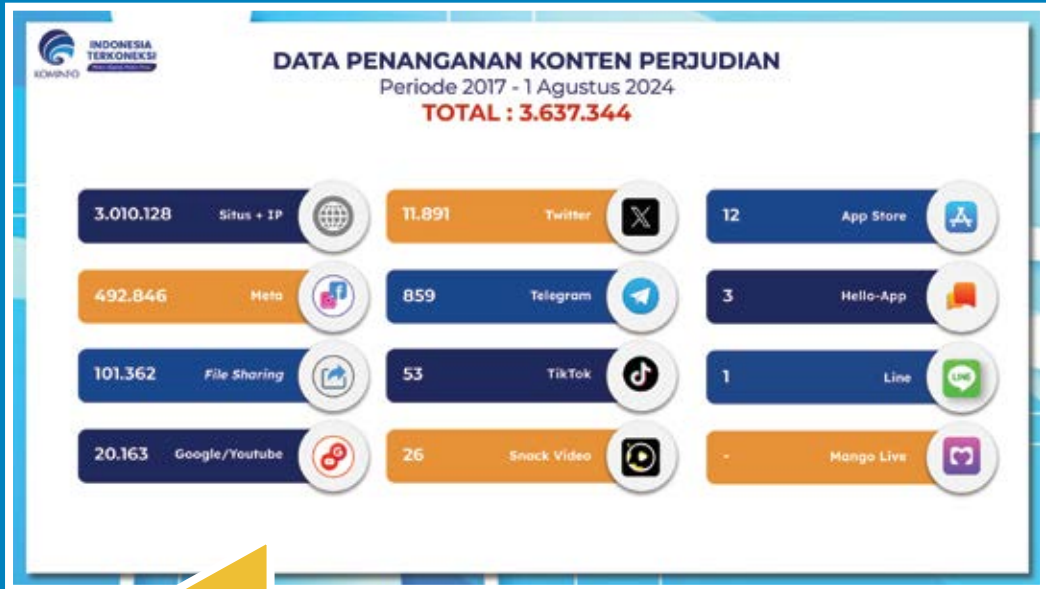 INDONESIA
TERKONEKSI
KOMINFO
DATA PENANGANAN KONTEN PERJUDIAN
Periode 2017 - 1 Agustus 2024
TOTAL : 3.637.344
3.010.128 Situs + IP
492.846 Meta
101.362 File Sharing
20.163 Google/Youtube
11.891 Twitter
859 Telegram
53 TikTok
26 Snack Video
12 App Store
3 Hello-App
1 Line
LINE
- Mango Live